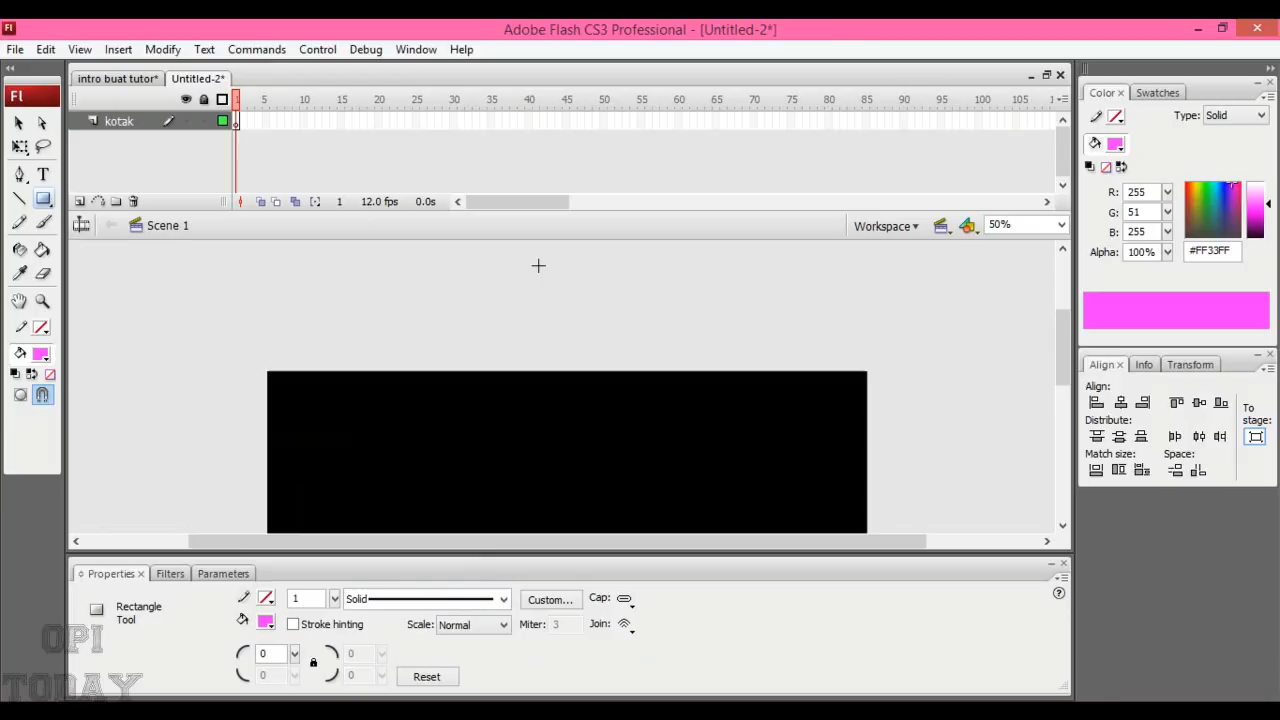 Adobe Flash CS3 Professional - [Untitled-2*]
File Edit View Insert Modify Text Commands Control Debug Window Help
intro buat tutor* Untitled-2*
Fl
1 5 10 15 20 25 30 35 40 45 50 55 60 65 70 75 80 85 90 95 100 105
kotak
1 12.0 fps 0.0s
Scene 1 Workspace 50%
Color Swatches
Type: Solid
R: 255
G: 51
B: 255
Alpha: 100% #FF33FF
Align Info Transform
Align:
To stage:
Distribute:
Match size: Space:
Properties Filters Parameters
Rectangle Tool
1 Solid Custom... Cap:
Stroke hinting Scale: Normal Miter: 3 Join:
0 0
0 0 Reset
OPI
TODAY